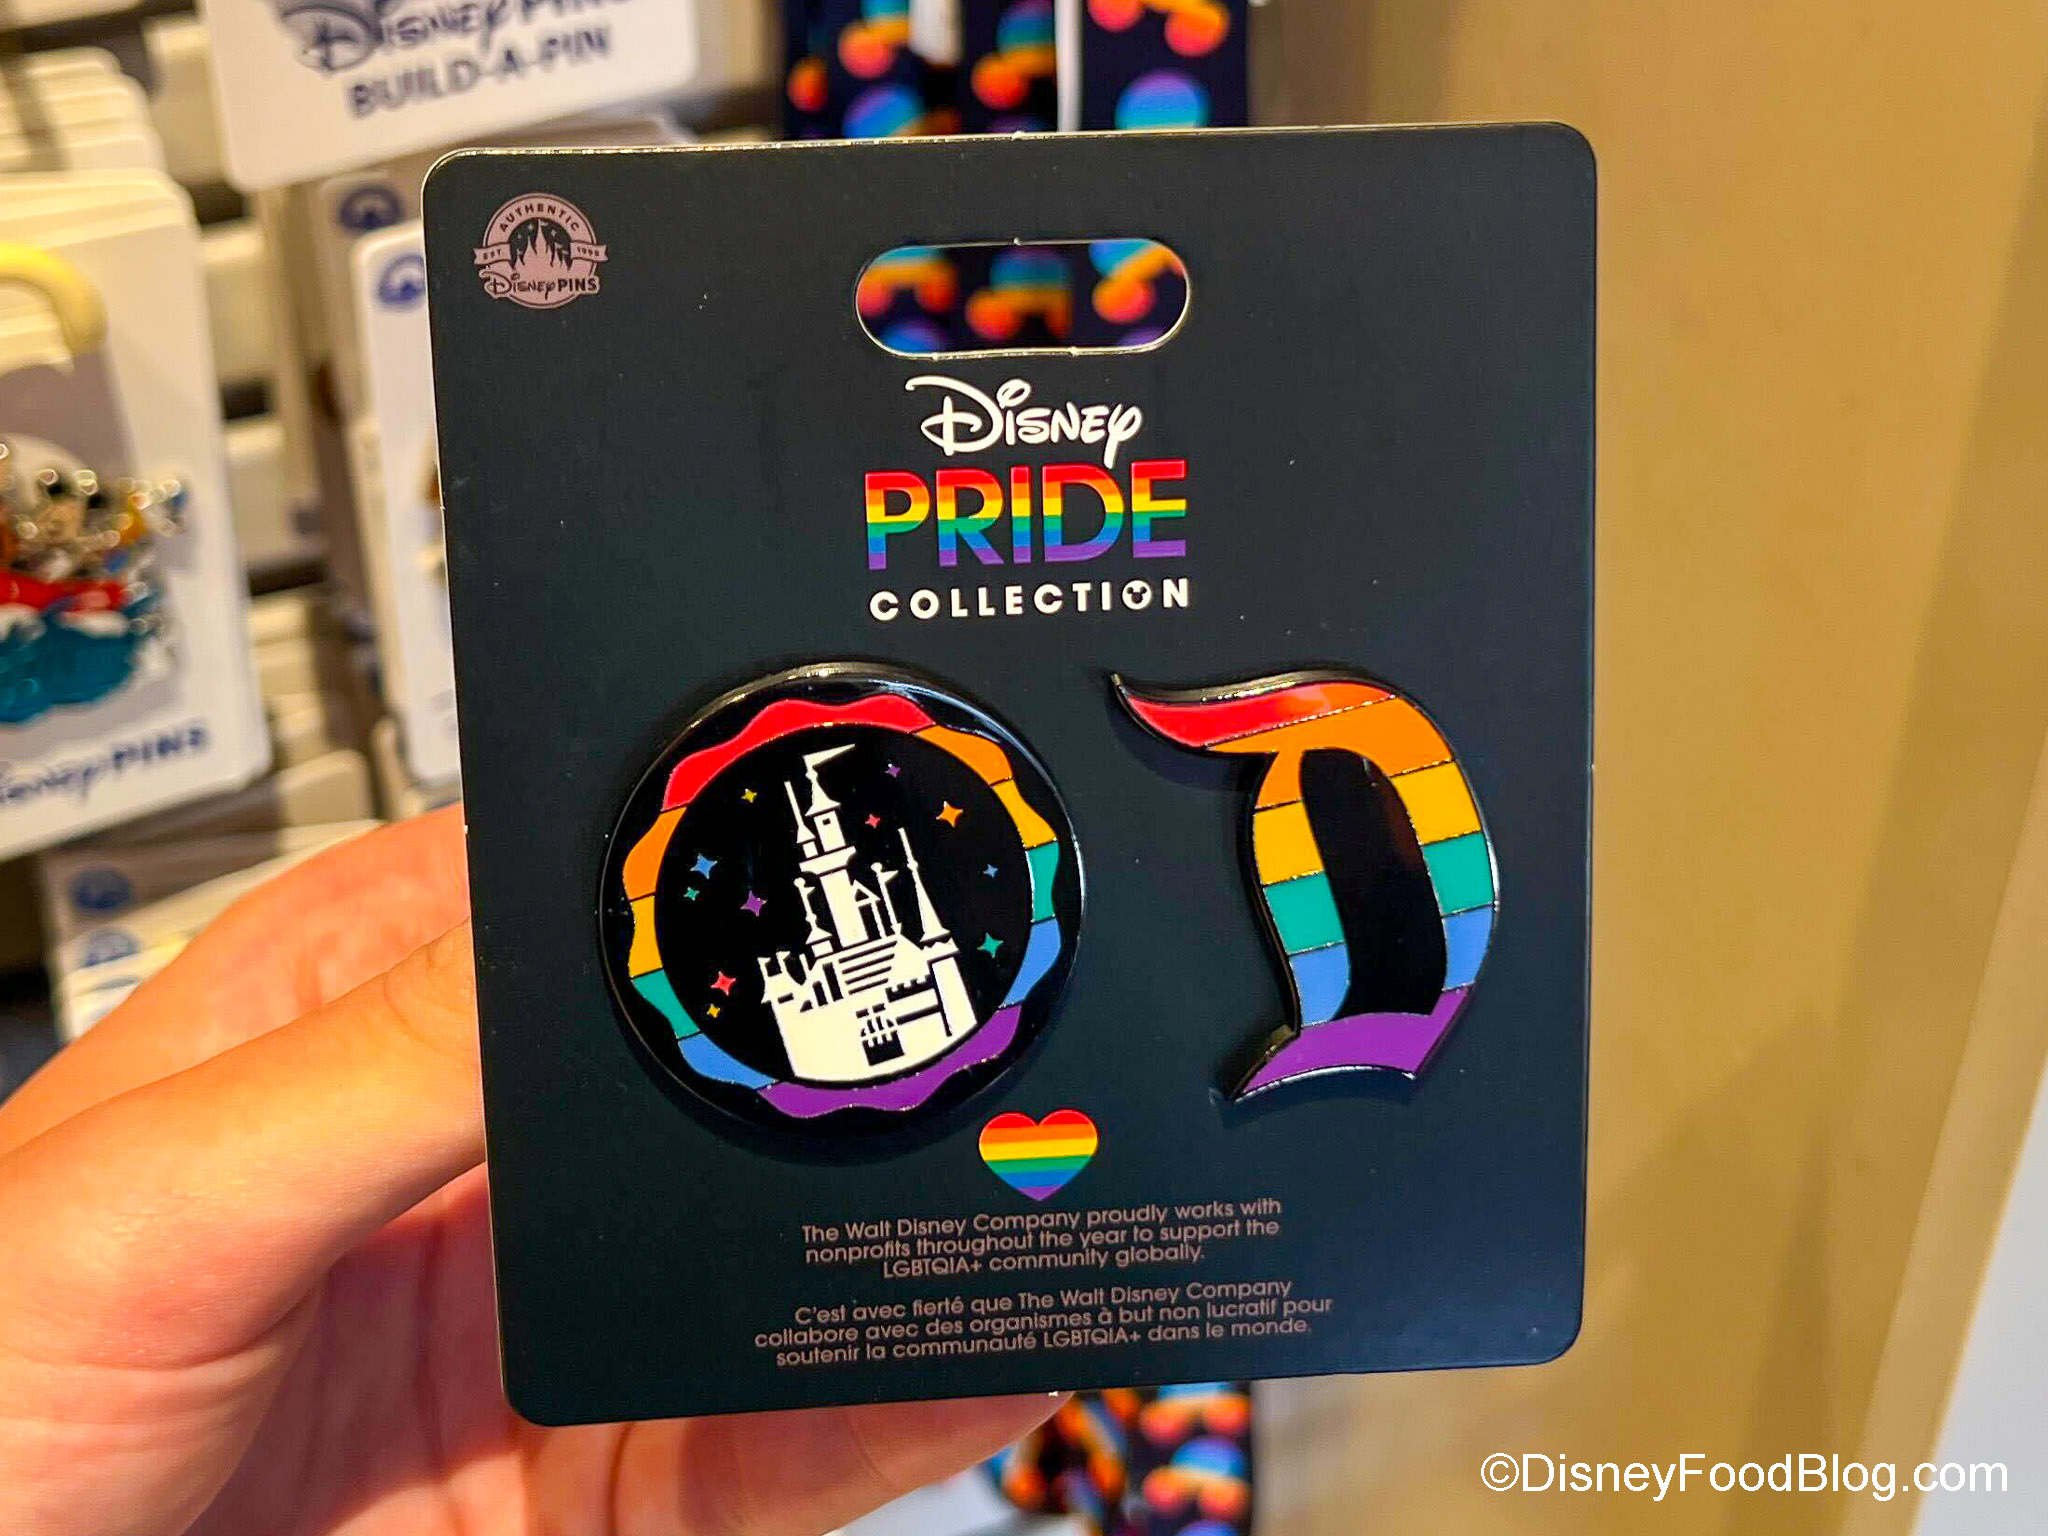 DISNEY PINS
BUILD-A-PIN
AUTHENTIC
EST 1999
DISNEY PINS
DISNEY
PRIDE
COLLECTION
D
The Walt Disney Company proudly works with
nonprofits throughout the year to support the
LGBTQIA+ community globally.
C'est avec fierté que The Walt Disney Company
collabore avec des organismes à but non lucratif pour
soutenir la communauté LGBTQIA+ dans le monde.
DISNEY PINS
©DisneyFoodBlog.com